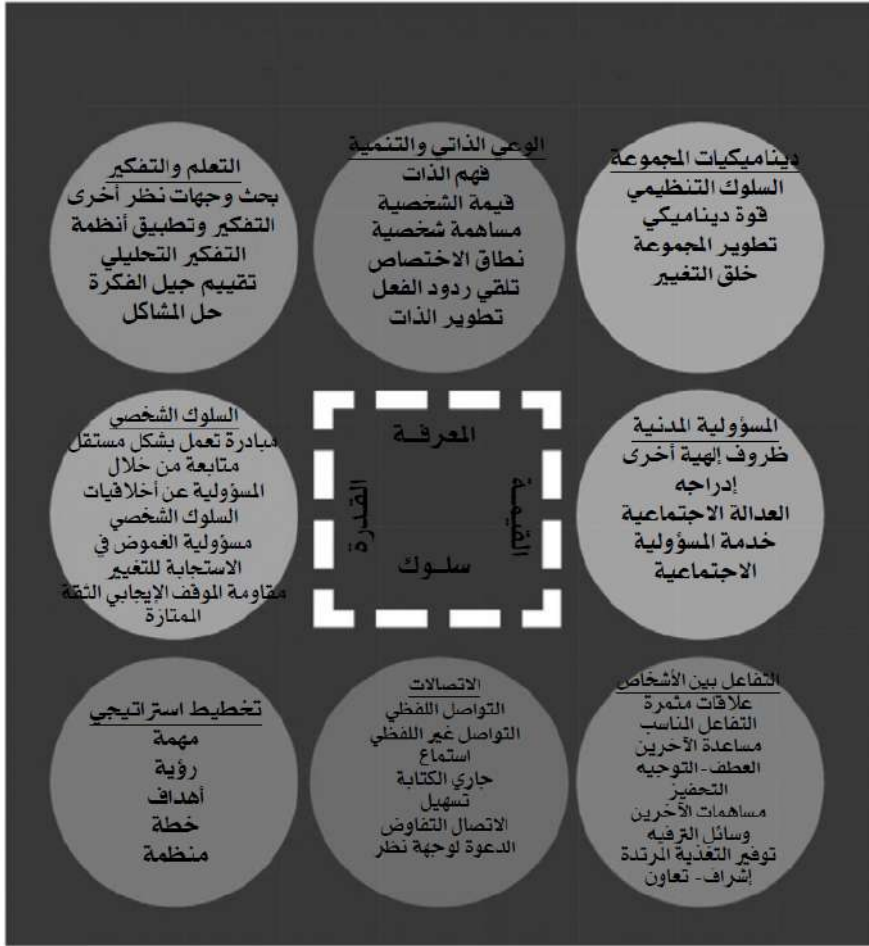 ديناميكيات المجموعة
السلوك التنظيمي
قوة ديناميكي
تطوير المجموعة
خلق التغيير
الوعي الذاتي والتنمية
فهم الذات
قيمة الشخصية
مساهمة شخصية
نطاق الاختصاص
تلقي ردود الفعل
تطوير الذات
التعلم والتفكير
بحث وجهات نظر أخرى
التفكير وتطبيق أنظمة
التفكير التحليلي
تقييم جيل الفكرة
حل المشاكل
المسؤولية المدنية
ظروف إلهية أخرى
إدراجه
العدالة الاجتماعية
خدمة المسؤولية
الاجتماعية
المعرفة
القيمة
القدرة
سلوك
السلوك الشخصي
مبادرة تعمل بشكل مستقل
متابعة من خلال
المسؤولية عن أخلاقيات
السلوك الشخصي
مسؤولية الغموض في
الاستجابة للتغيير
مقاومة الموقف الإيجابي الثقة
الممتازة
التفاعل بين الأشخاص
علاقات مثمرة
التفاعل المناسب
مساعدة الآخرين
العطف- التوجيه
التحفيز
مساهمات الآخرين
وسائل الترفيه
توفير التغذية المرتدة
إشراف- تعاون
الاتصالات
التواصل اللفظي
التواصل غير اللفظي
استماع
جاري الكتابة
تسهيل
الاتصال التفاوض
الدعوة لوجهة نظر
تخطيط استراتيجي
مهمة
رؤية
أهداف
خطة
منظمة